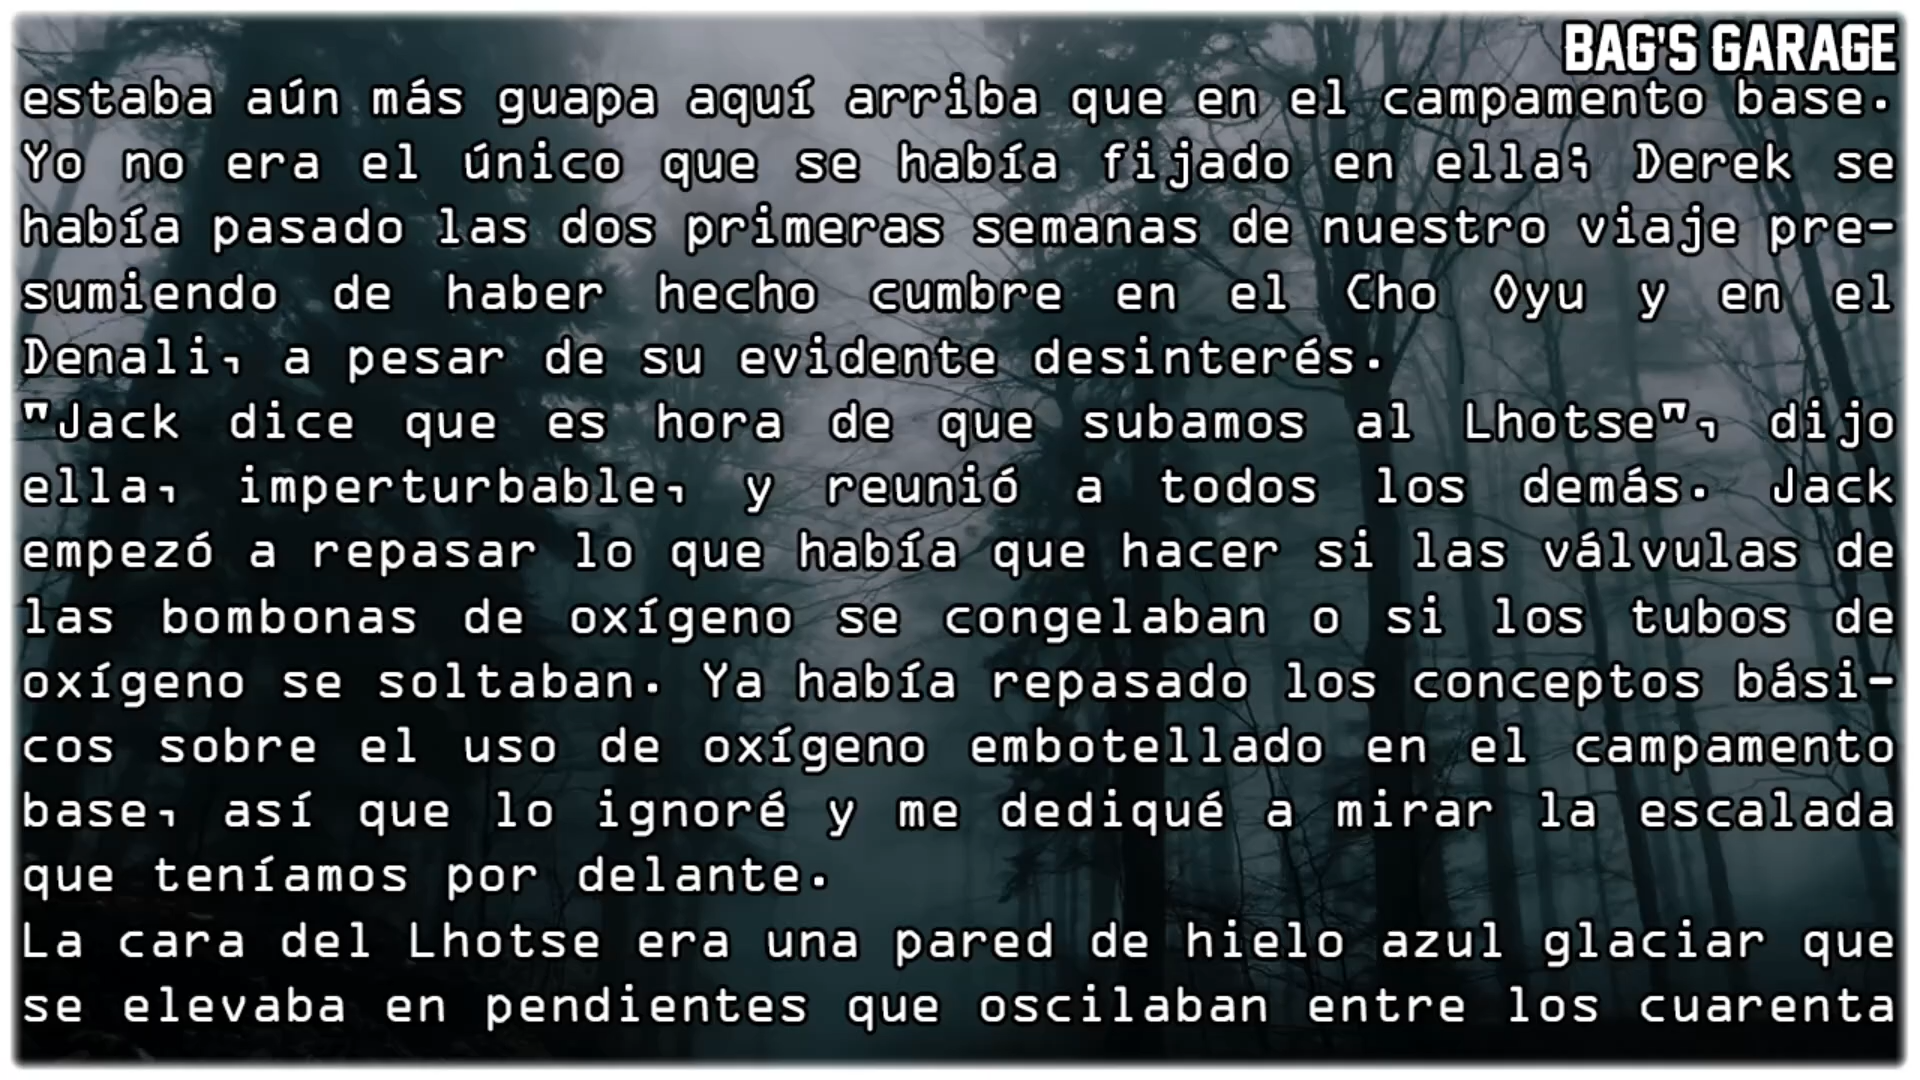 BAG'S GARAGE
estaba aún más guapa aquí arriba que en el campamento base.
Yo no era el único que se había fijado en ella; Derek se
había pasado las dos primeras semanas de nuestro viaje pre-
sumiendo de haber hecho cumbre en el Cho Oyu y en el
Denali, a pesar de su evidente desinterés.
"Jack dice que es hora de que subamos al Lhotse", dijo
ella, imperturbable, y reunió a todos los demás. Jack
empezó a repasar lo que había que hacer si las válvulas de
las bombonas de oxígeno se congelaban o si los tubos de
oxígeno se soltaban. Ya había repasado los conceptos bási-
cos sobre el uso de oxígeno embotellado en el campamento
base, así que lo ignoré y me dediqué a mirar la escalada
que teníamos por delante.
La cara del Lhotse era una pared de hielo azul glaciar que
se elevaba en pendientes que oscilaban entre los cuarenta